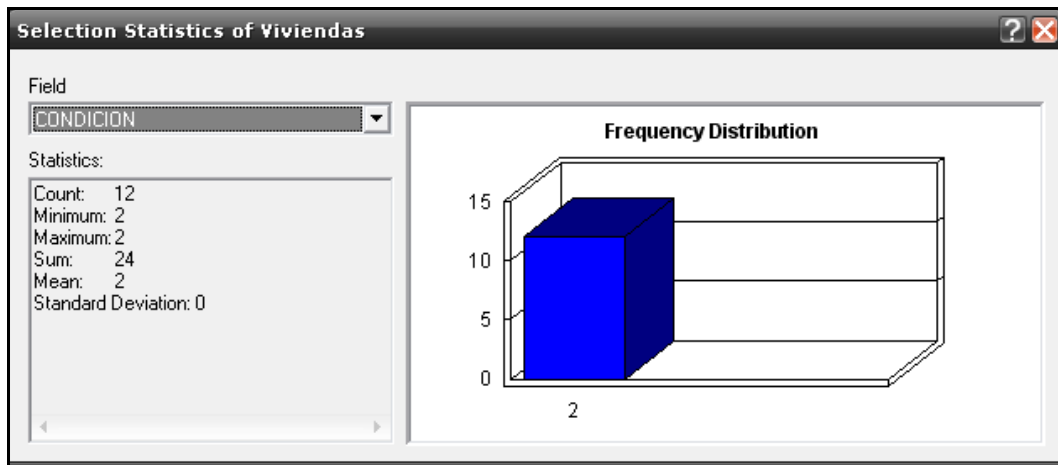 Selection Statistics of Viviendas
Field
CONDICION
Statistics:
Count: 12
Minimum: 2
Maximum: 2
Sum: 24
Mean: 2
Standard Deviation: 0
Frequency Distribution
15
10
5
0
2